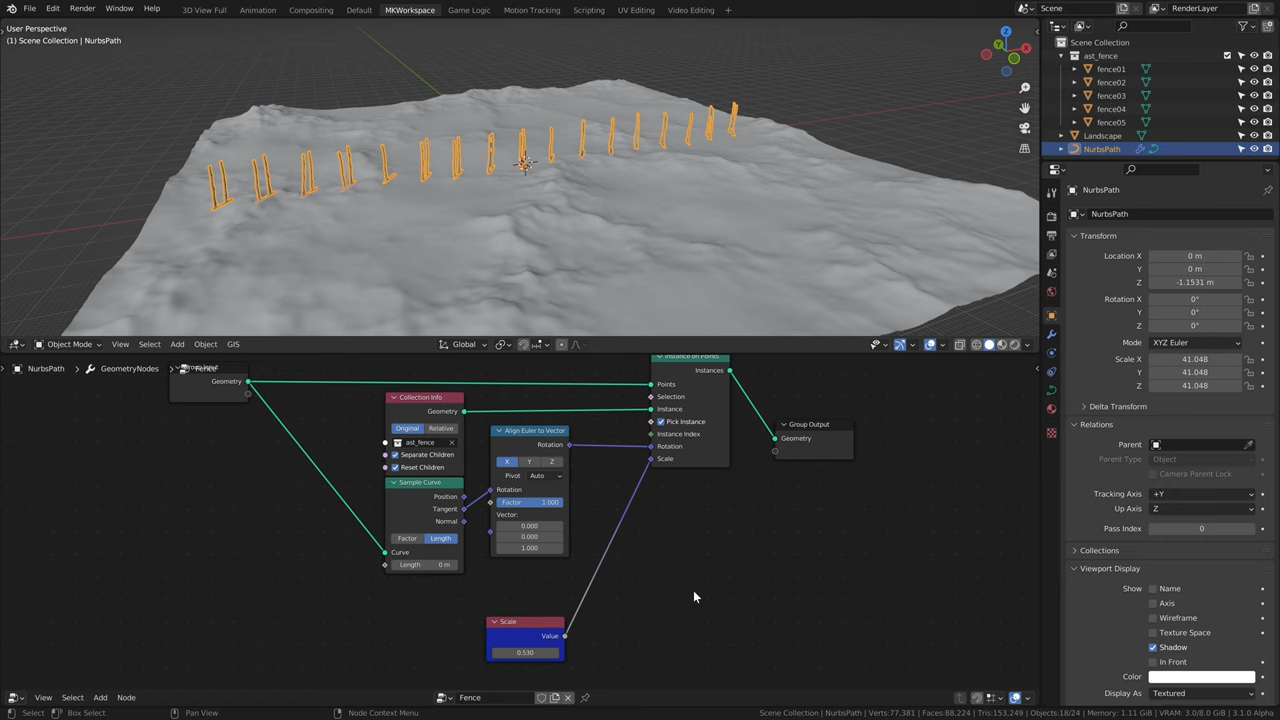 File Edit Render Window Help
3D View Full Animation Compositing Default MKWorkspace Game Logic Motion Tracking Scripting UV Editing Video Editing
Scene
RenderLayer
User Perspective
(1) Scene Collection | NurbsPath
Z
Y
X
Scene Collection
ast_fence
fence01
fence02
fence03
fence04
fence05
Landscape
NurbsPath
NurbsPath
NurbsPath
Transform
Location X 0 m
Y 0 m
Z -1.1531 m
Rotation X 0°
Y 0°
Z 0°
Mode XYZ Euler
Scale X 41.048
Y 41.048
Z 41.048
Delta Transform
Relations
Parent Object
Parent Type Object
Camera Parent Lock
Tracking Axis +Y
Up Axis Z
Pass Index 0
Collections
Viewport Display
Show Name
Axis
Wireframe
Texture Space
Shadow
In Front
Color
Display As Textured
Object Mode View Select Add Object GIS
Global
NurbsPath GeometryNodes Fence
Geometry
Collection Info
Geometry
Original Relative
ast_fence
Separate Children
Reset Children
Sample Curve
Position
Tangent
Normal
Factor Length
Curve
Length 0 m
Align Euler to Vector
Rotation
X Y Z
Pivot Auto
Rotation
Factor 1.000
Vector:
0.000
0.000
1.000
Scale
Value
0.530
Instance on Points
Instances
Points
Selection
Instance
Pick Instance
Instance Index
Rotation
Scale
Group Output
Geometry
View Select Add Node
Fence
Select Box Select Pan View Node Context Menu
Scene Collection | NurbsPath | Verts:77,381 | Faces:88,224 | Tris:153,249 | Objects:18/24 | Memory: 1.11 GiB | VRAM: 3.0/8.0 GiB | 3.1.0 Alpha